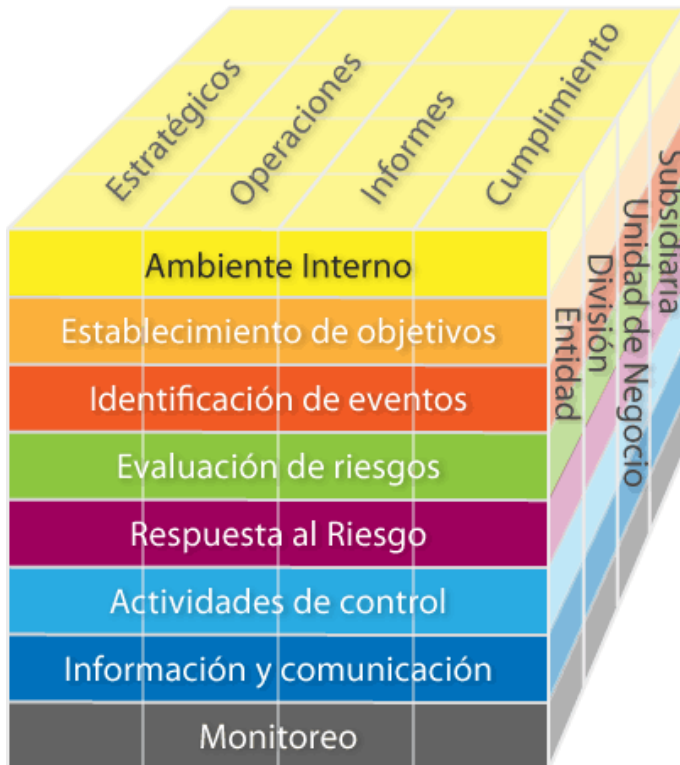 Estratégicos
Operaciones
Informes
Cumplimiento
Ambiente Interno
Establecimiento de objetivos
Identificación de eventos
Evaluación de riesgos
Respuesta al Riesgo
Actividades de control
Información y comunicación
Monitoreo
Entidad
División
Unidad de Negocio
Subsidiaria